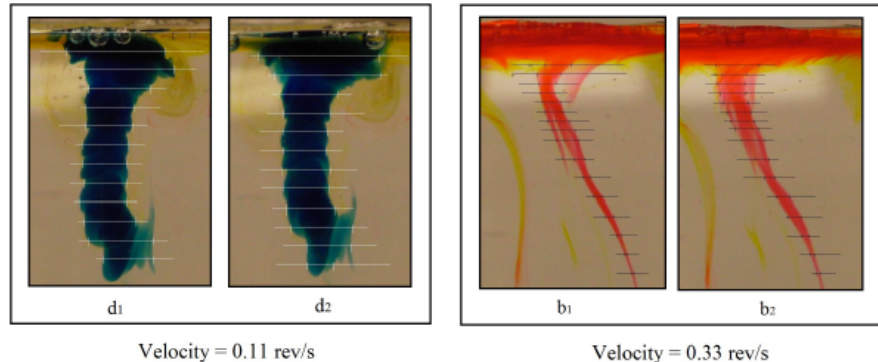 d1
d2
b1
b2
Velocity = 0.11 rev/s
Velocity = 0.33 rev/s